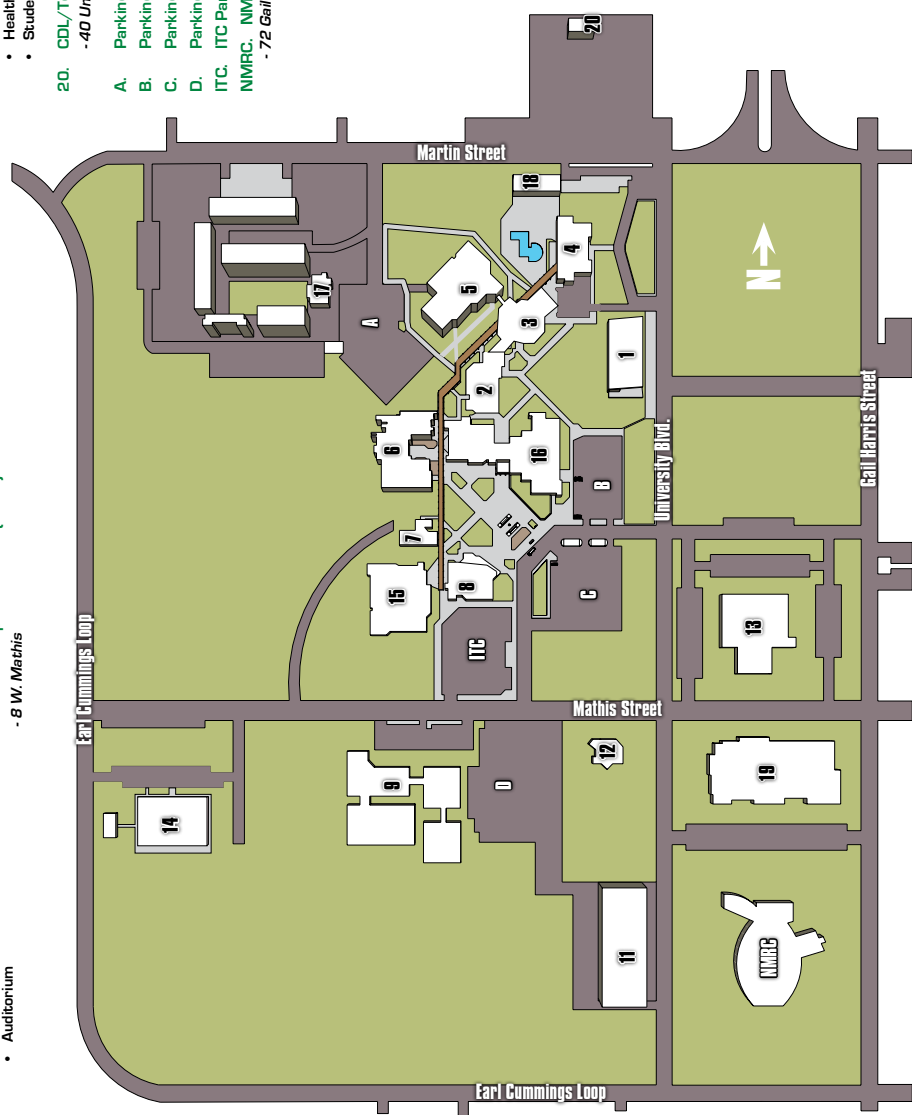 • Auditorium
- 8 W. Mathis
• Health
• Stude
20. CDL/T
- 40 Un
A. Parkin
B. Parkin
C. Parkin
D. Parkin
ITC. ITC Par
NMRC. NM
- 72 Gail
Martin Street
20
18
17
4
5
A
3
N
1
2
6
16
B
University Blvd.
Gail Harris Street
7
15
8
C
ITC
13
Earl Cummings Loop
Mathis Street
14
9
D
12
19
11
NMRC
Earl Cummings Loop